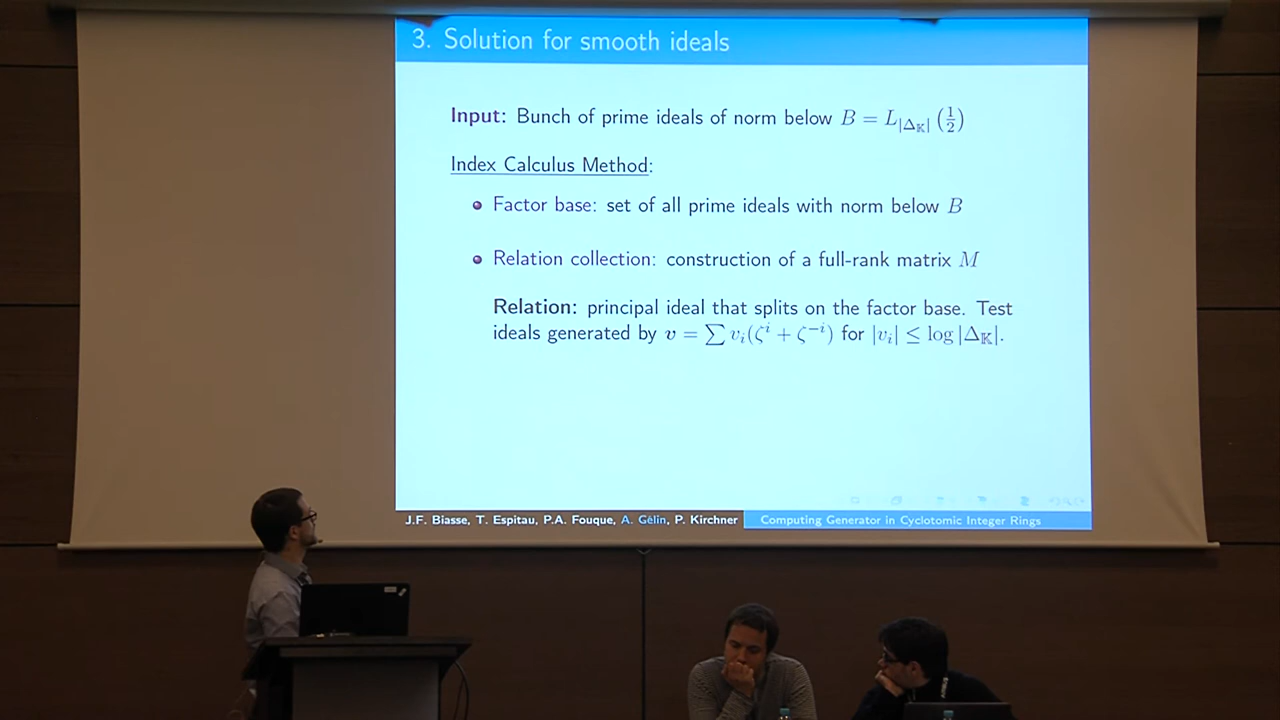 3. Solution for smooth ideals
Input: Bunch of prime ideals of norm below B = L_{|Δ_𝕂|} (1/2)
Index Calculus Method:
Factor base: set of all prime ideals with norm below B
Relation collection: construction of a full-rank matrix M
Relation: principal ideal that splits on the factor base. Test
ideals generated by v = ∑ v_i(ζ^i + ζ^{-i}) for |v_i| ≤ log |Δ_𝕂|.
J.F. Biasse, T. Espitau, P.A. Fouque, A. Gélin, P. Kirchner
Computing Generator in Cyclotomic Integer Rings